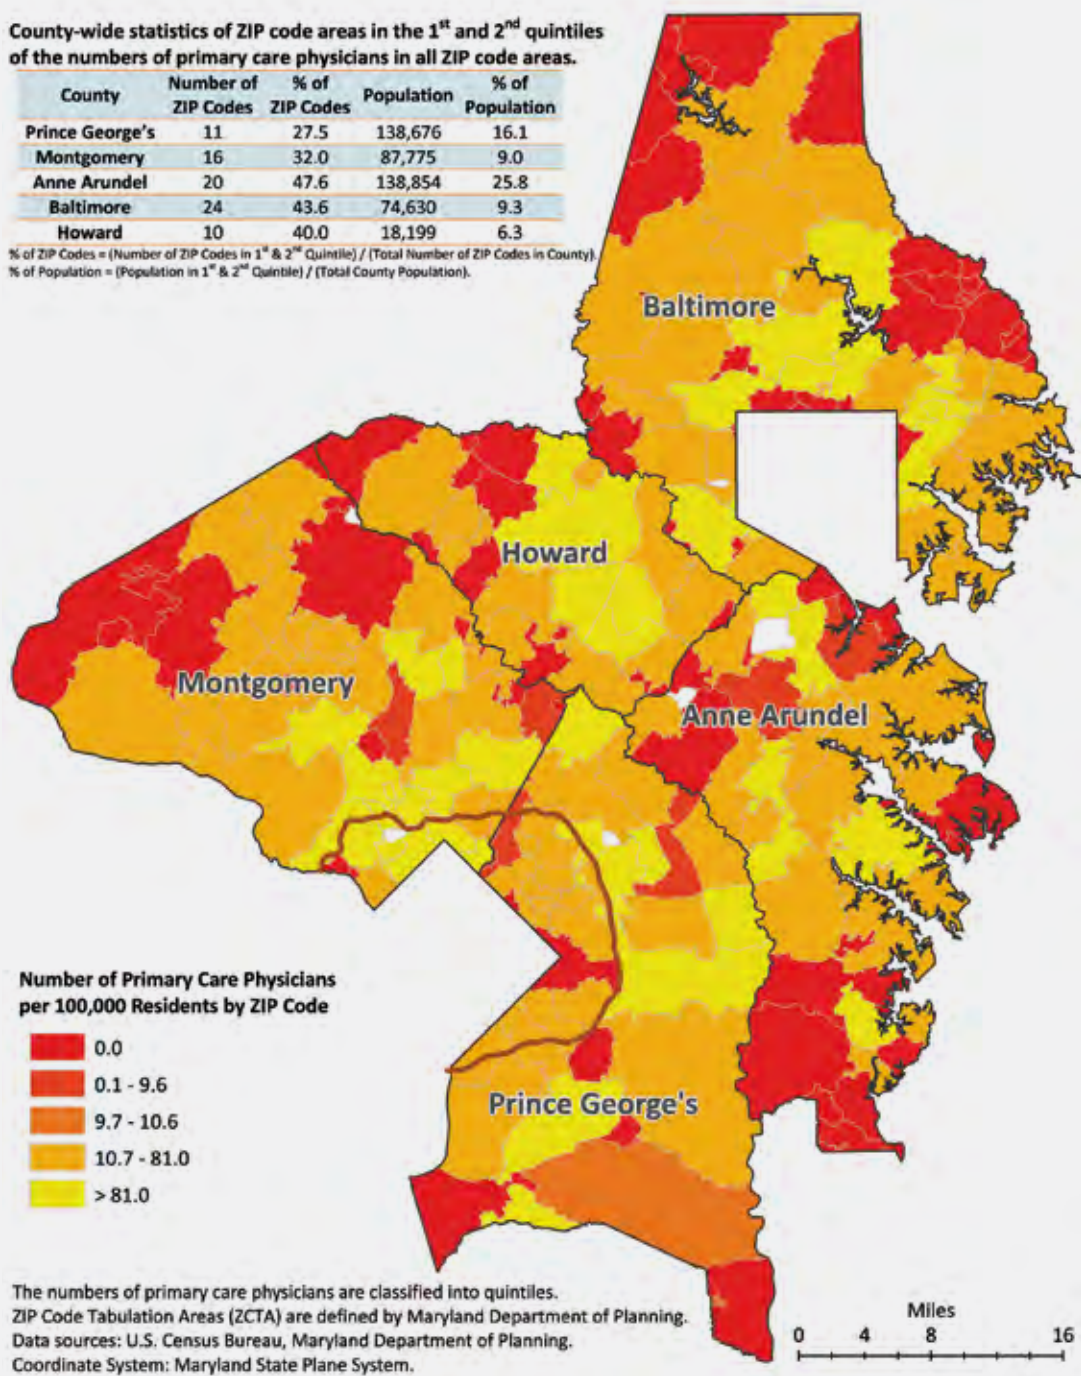 County-wide statistics of ZIP code areas in the 1st and 2nd quintiles
of the numbers of primary care physicians in all ZIP code areas.
County Number of ZIP Codes % of ZIP Codes Population % of Population
Prince George's 11 27.5 138,676 16.1
Montgomery 16 32.0 87,775 9.0
Anne Arundel 20 47.6 138,854 25.8
Baltimore 24 43.6 74,630 9.3
Howard 10 40.0 18,199 6.3
% of ZIP Codes = (Number of ZIP Codes in 1st & 2nd Quintile) / (Total Number of ZIP Codes in County).
% of Population = (Population in 1st & 2nd Quintile) / (Total County Population).
Baltimore
Howard
Montgomery
Anne Arundel
Prince George's
Number of Primary Care Physicians
per 100,000 Residents by ZIP Code
0.0
0.1 - 9.6
9.7 - 10.6
10.7 - 81.0
> 81.0
The numbers of primary care physicians are classified into quintiles.
ZIP Code Tabulation Areas (ZCTA) are defined by Maryland Department of Planning.
Data sources: U.S. Census Bureau, Maryland Department of Planning.
Coordinate System: Maryland State Plane System.
Miles
0 4 8 16